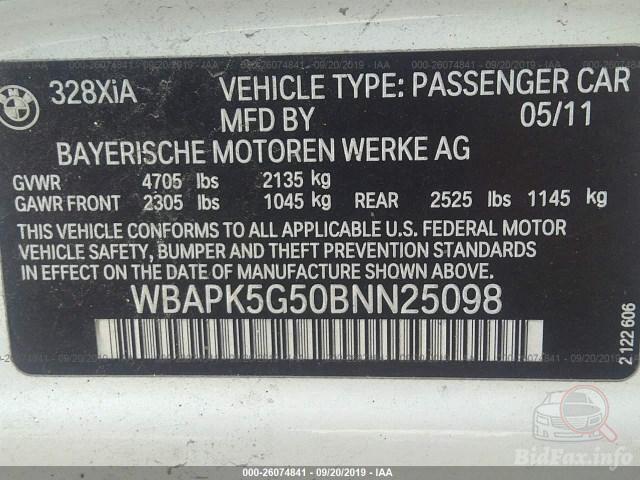 000-26074841 - 09/20/2019 - IAA
BMW
328XiA VEHICLE TYPE: PASSENGER CAR
MFD BY 05/11
BAYERISCHE MOTOREN WERKE AG
GVWR 4705 lbs 2135 kg
GAWR FRONT 2305 lbs 1045 kg REAR 2525 lbs 1145 kg
THIS VEHICLE CONFORMS TO ALL APPLICABLE U.S. FEDERAL MOTOR
VEHICLE SAFETY, BUMPER AND THEFT PREVENTION STANDARDS
IN EFFECT ON THE DATE OF MANUFACTURE SHOWN ABOVE.
WBAPK5G50BNN25098
2 122 606
BidFax.info
000-26074841 - 09/20/2019 - IAA